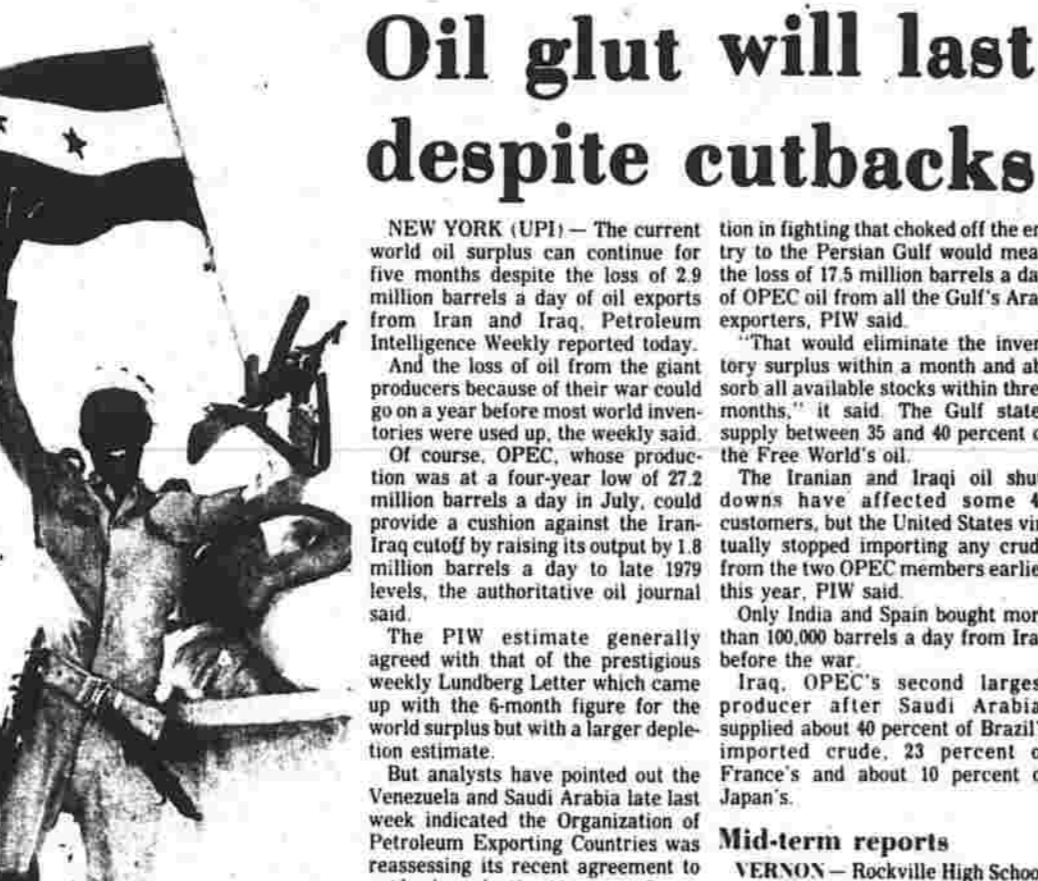 Oil glut will last
despite cutbacks
NEW YORK (UPI) — The current
world oil surplus can continue for
five months despite the loss of 2.9
million barrels a day of oil exports
from Iran and Iraq, Petroleum
Intelligence Weekly reported today.
And the loss of oil from the giant
producers because of their war could
go on a year before most world inven-
tories were used up, the weekly said.
Of course, OPEC, whose produc-
tion was at a four-year low of 27.2
million barrels a day in July, could
provide a cushion against the Iran-
Iraq cutoff by raising its output by 1.8
million barrels a day to late 1979
levels, the authoritative oil journal
said.
The PIW estimate generally
agreed with that of the prestigious
weekly Lundberg Letter which came
up with the 6-month figure for the
world surplus but with a larger deple-
tion estimate.
But analysts have pointed out the
Venezuela and Saudi Arabia late last
week indicated the Organization of
Petroleum Exporting Countries was
reassessing its recent agreement to
tion in fighting that choked off the en
try to the Persian Gulf would mea
the loss of 17.5 million barrels a da
of OPEC oil from all the Gulf's Ara
exporters, PIW said.
"That would eliminate the inven
tory surplus within a month and ab
sorb all available stocks within thre
months," it said. The Gulf state
supply between 35 and 40 percent o
the Free World's oil.
The Iranian and Iraqi oil shut
downs have affected some 4
customers, but the United States vir
tually stopped importing any crud
from the two OPEC members earlie
this year, PIW said.
Only India and Spain bought mor
than 100,000 barrels a day from Ira
before the war.
Iraq, OPEC's second larges
producer after Saudi Arabia
supplied about 40 percent of Brazil'
imported crude, 23 percent o
France's and about 10 percent o
Japan's.
Mid-term reports
VERNON — Rockville High Schoo